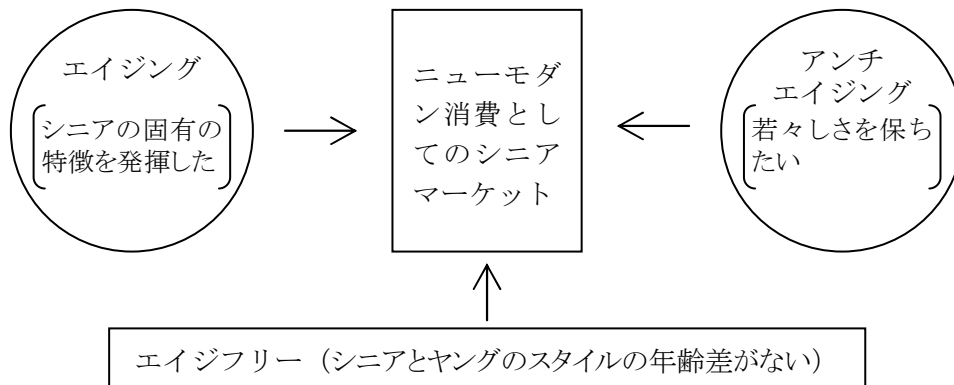 エイジング
シニアの固有の
特徴を発揮した
ニューモダ
ン消費とし
てのシニア
マーケット
アンチ
エイジング
若々しさを保ち
たい
エイジフリー（シニアとヤングのスタイルの年齢差がない）